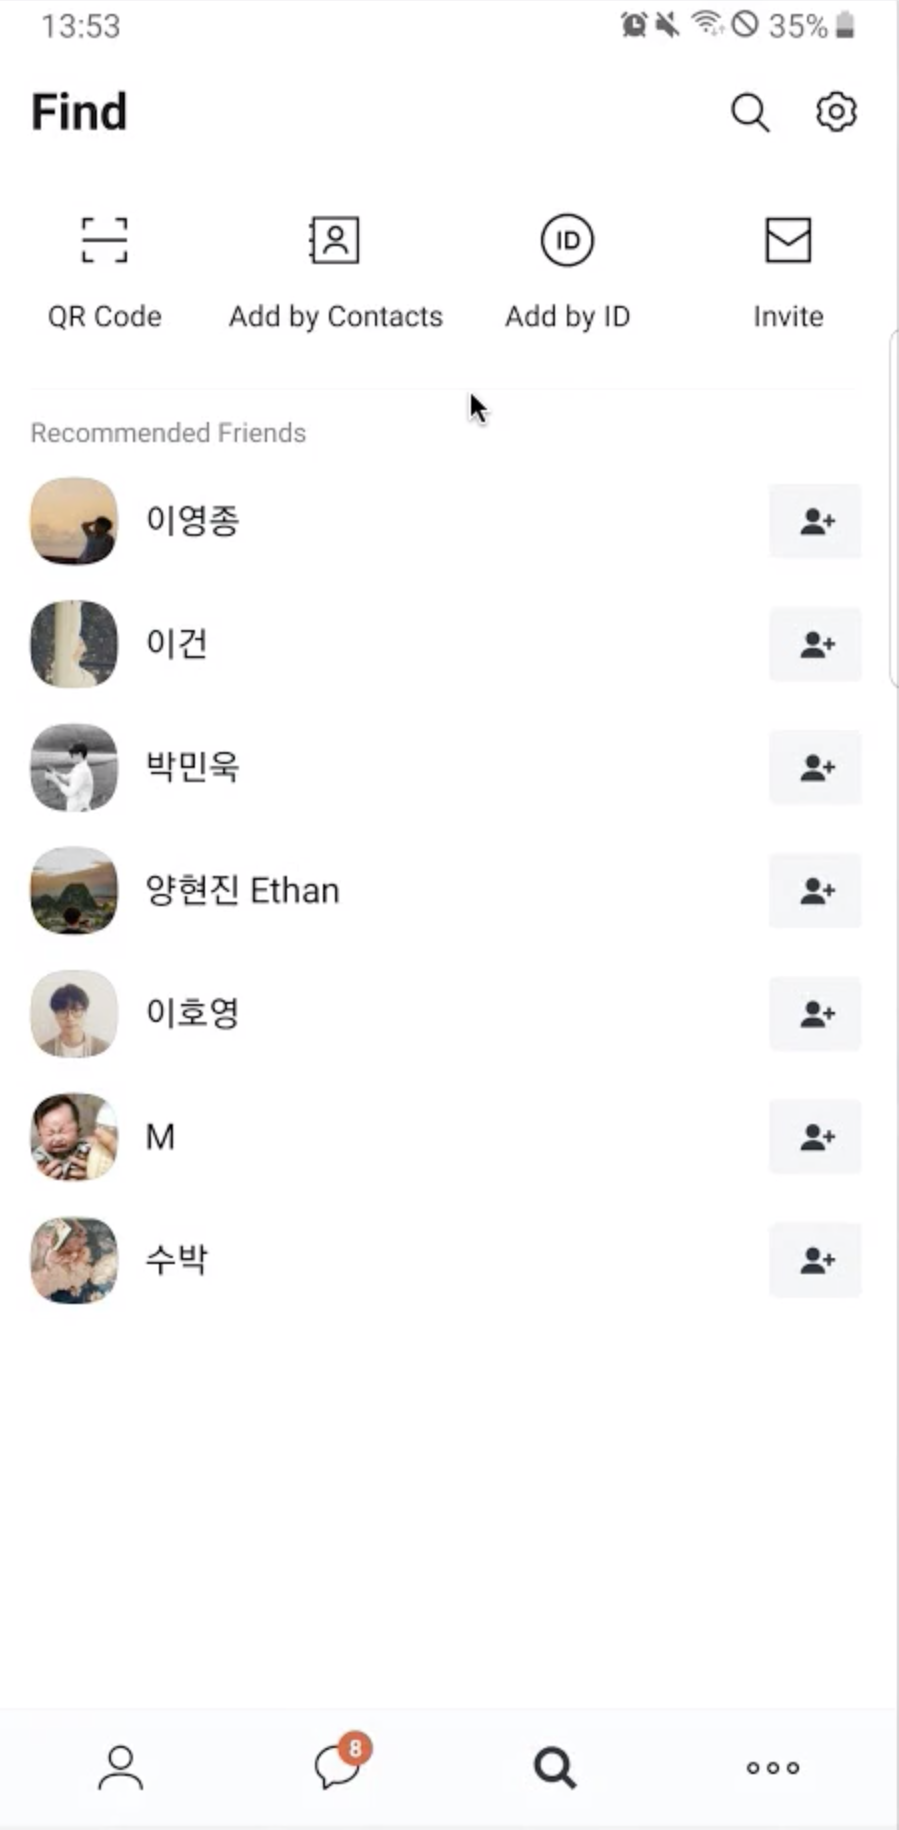 13:53 35%
Find
ID
QR Code Add by Contacts Add by ID Invite
Recommended Friends
이영종
이건
박민욱
양현진 Ethan
이호영
M
수박
8